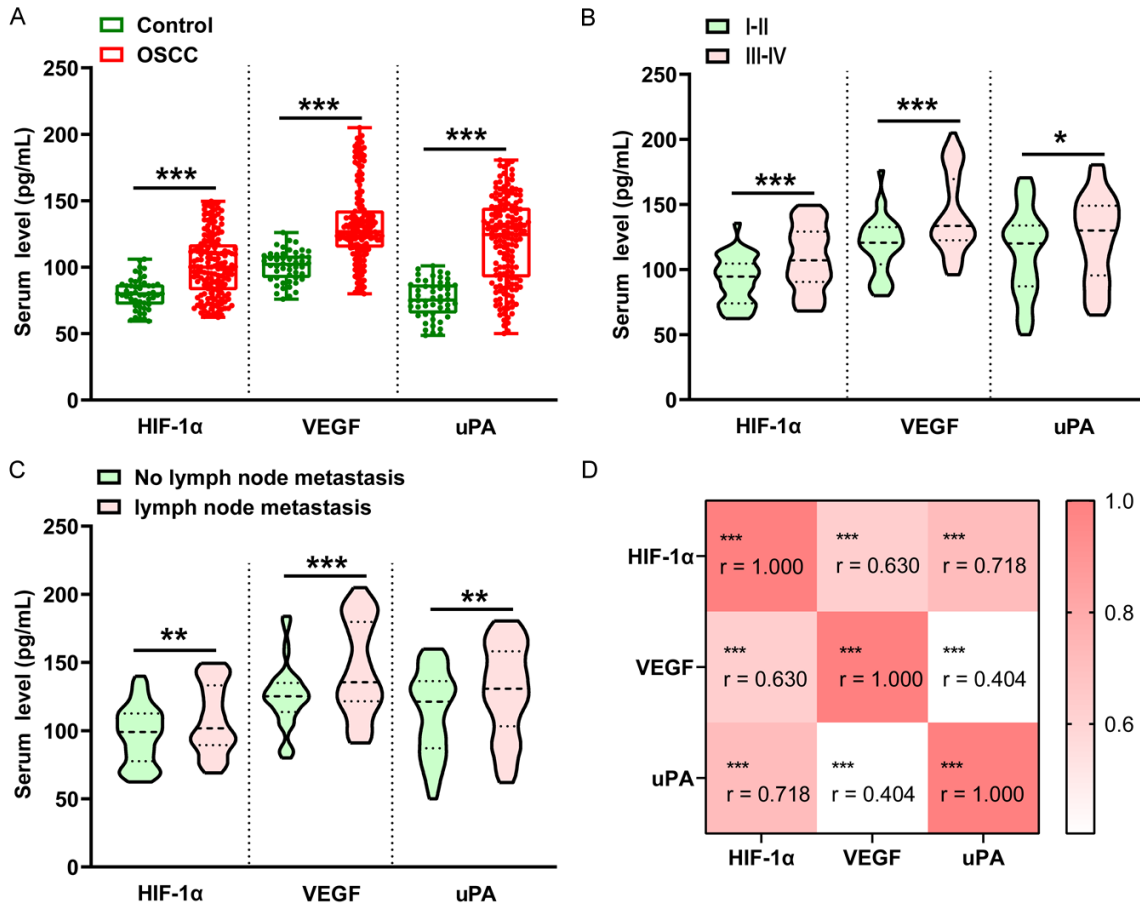 A
Control
OSCC
Serum level (pg/mL)
250
200
150
100
50
0
***
***
***
HIF-1α
VEGF
uPA
B
I-II
III-IV
Serum level (pg/mL)
250
200
150
100
50
0
***
***
*
HIF-1α
VEGF
uPA
C
No lymph node metastasis
lymph node metastasis
Serum level (pg/mL)
250
200
150
100
50
0
**
***
**
HIF-1α
VEGF
uPA
D
HIF-1α
VEGF
uPA
***
r = 1.000
***
r = 0.630
***
r = 0.718
***
r = 0.630
***
r = 1.000
***
r = 0.404
***
r = 0.718
***
r = 0.404
***
r = 1.000
HIF-1α
VEGF
uPA
1.0
0.8
0.6